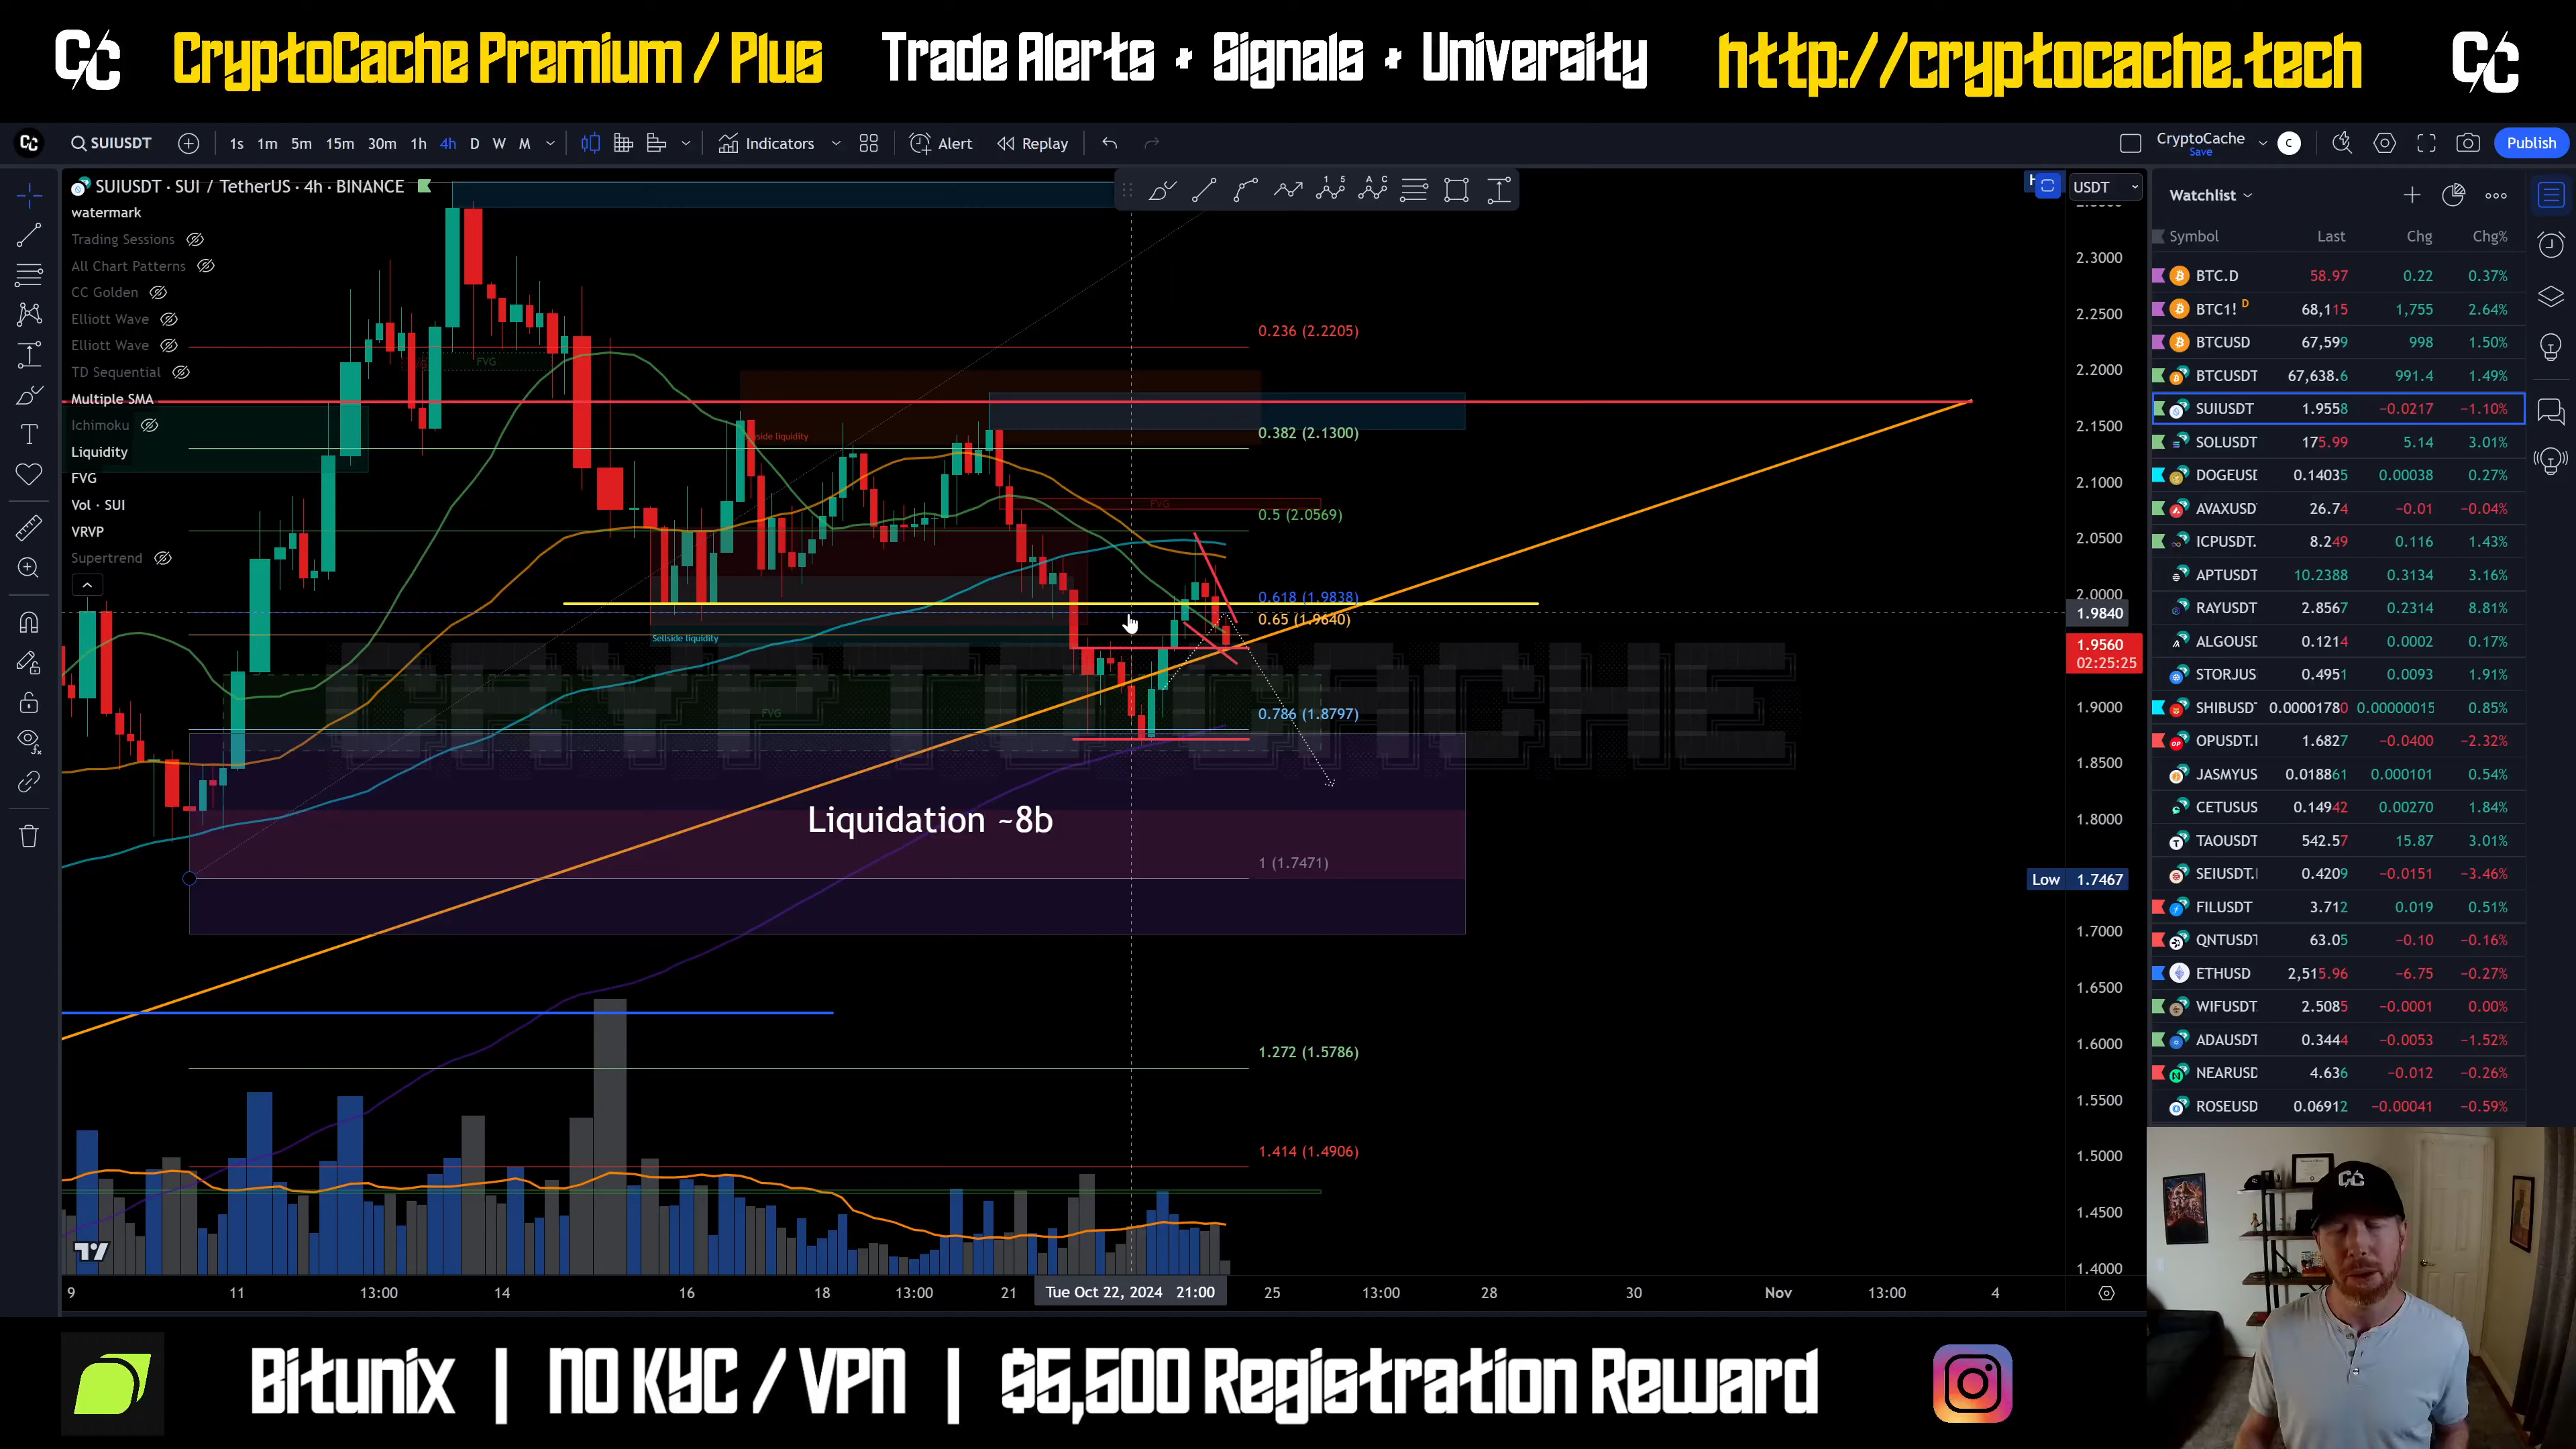 CC CryptoCache Premium / Plus Trade Alerts + Signals + University http://cryptocache.tech CC
CC SUIUSDT 1s 1m 5m 15m 30m 1h 4h D W M Indicators Alert Replay CryptoCache Save C Publish
SUIUSDT · SUI / TetherUS · 4h · BINANCE
USDT
watermark
Trading Sessions
All Chart Patterns
CC Golden
Elliott Wave
Elliott Wave
TD Sequential
Multiple SMA
Ichimoku
Liquidity
FVG
Vol · SUI
VRVP
Supertrend
FVG
0.236 (2.2205)
0.382 (2.1300)
FVG
0.5 (2.0569)
0.618 (1.9838)
0.65 (1.9640)
Sellside liquidity
FVG
0.786 (1.8797)
CRYPTOCACHE
Liquidation ~8b
1 (1.7471)
1.272 (1.5786)
1.414 (1.4906)
2.3000
2.2500
2.2000
2.1500
2.1000
2.0500
2.0000
1.9840
1.9560
02:25:25
1.9000
1.8500
1.8000
Low 1.7467
1.7000
1.6500
1.6000
1.5500
1.5000
1.4500
1.4000
9 11 13:00 14 16 18 13:00 21 Tue Oct 22, 2024 21:00 25 13:00 28 30 Nov 13:00 4
Watchlist
Symbol Last Chg Chg%
BTC.D 58.97 0.22 0.37%
BTC1! D 68,115 1,755 2.64%
BTCUSD 67,599 998 1.50%
BTCUSDT 67,638.6 991.4 1.49%
SUIUSDT 1.9558 −0.0217 −1.10%
SOLUSDT 175.99 5.14 3.01%
DOGEUSD 0.14035 0.00038 0.27%
AVAXUSD 26.74 −0.01 −0.04%
ICPUSDT. 8.249 0.116 1.43%
APTUSDT 10.2388 0.3134 3.16%
RAYUSDT 2.8567 0.2314 8.81%
ALGOUSD 0.1214 0.0002 0.17%
STORJUS 0.4951 0.0093 1.91%
SHIBUSDT 0.00001780 0.00000015 0.85%
OPUSDT.I 1.6827 −0.0400 −2.32%
JASMYUS 0.018861 0.000101 0.54%
CETUSUS 0.14942 0.00270 1.84%
TAOUSDT 542.57 15.87 3.01%
SEIUSDT.I 0.4209 −0.0151 −3.46%
FILUSDT 3.712 0.019 0.51%
QNTUSDT 63.05 −0.10 −0.16%
ETHUSD 2,515.96 −6.75 −0.27%
WIFUSDT. 2.5085 −0.0001 0.00%
ADAUSDT 0.3444 −0.0053 −1.52%
NEARUSD 4.636 −0.012 −0.26%
ROSEUSD 0.06912 −0.00041 −0.59%
CC
Bitunix | NO KYC / VPN | $5,500 Registration Reward